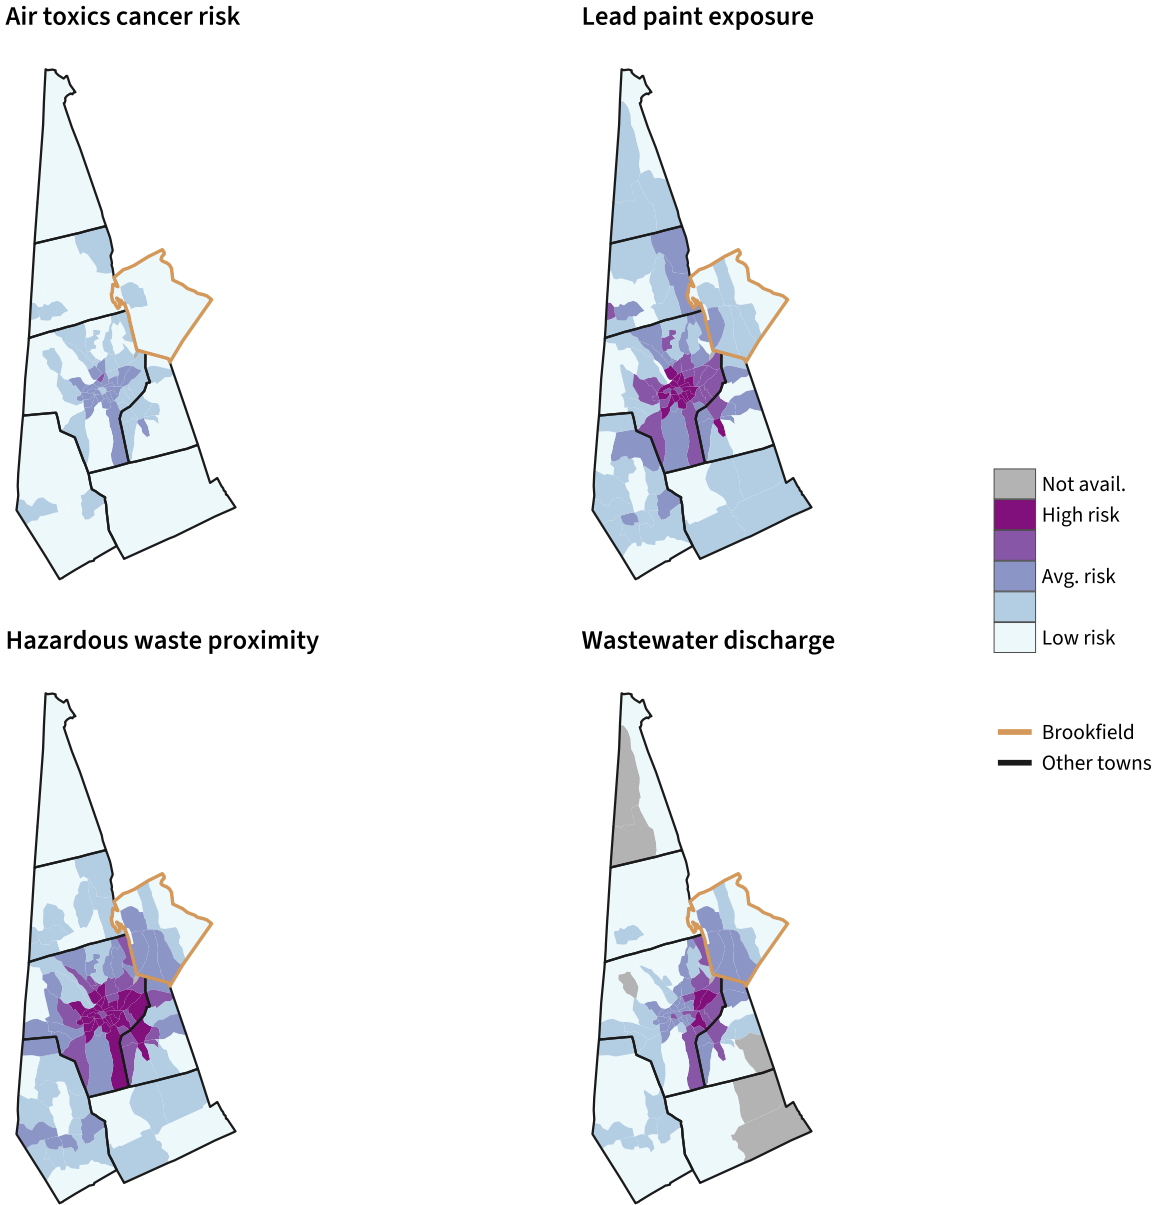 Air toxics cancer risk
Lead paint exposure
Hazardous waste proximity
Wastewater discharge
Not avail.
High risk
Avg. risk
Low risk
Brookfield
Other towns